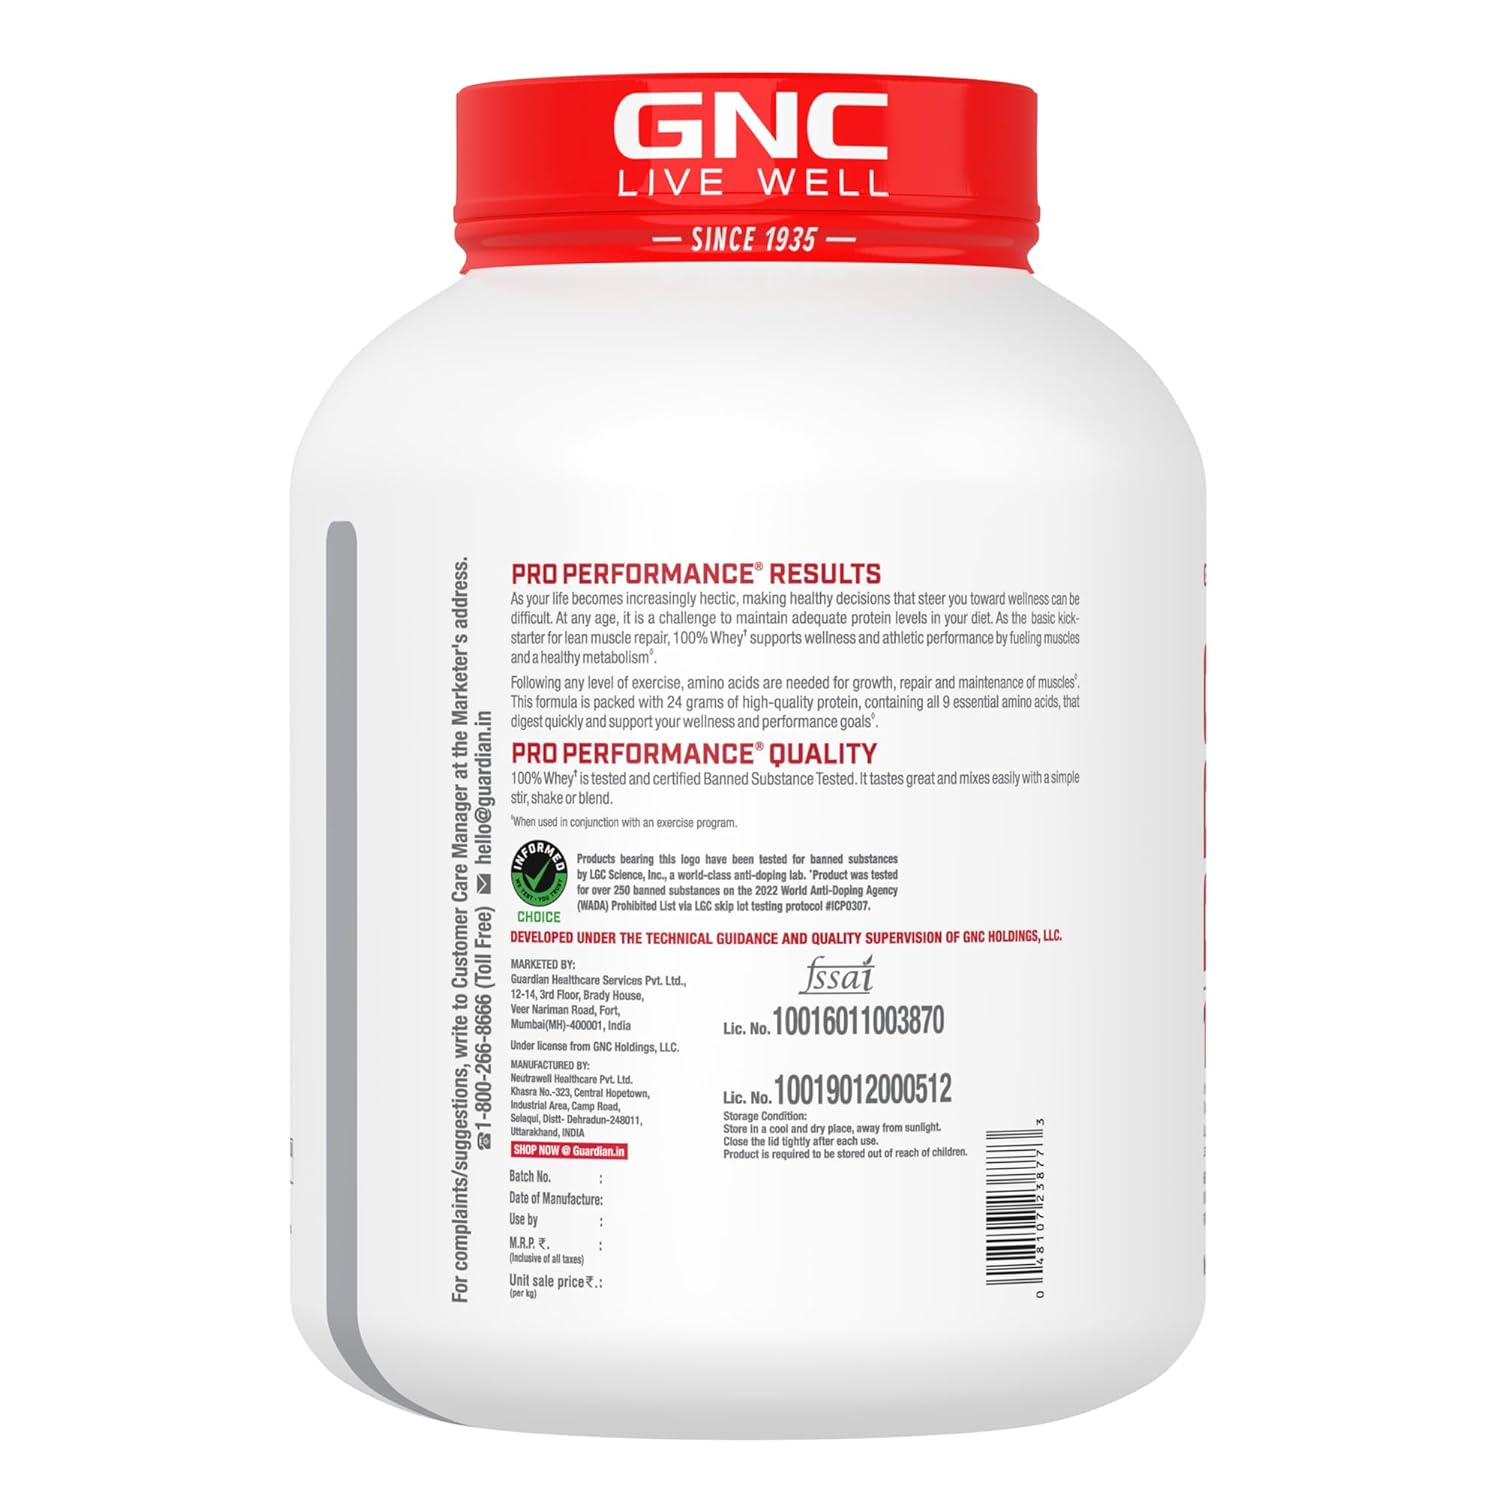 GNC
LIVE WELL
— SINCE 1935 —
For complaints/suggestions, write to Customer Care Manager at the Marketer's address.
☎1-800-266-8666 (Toll Free) ✉ hello@guardian.in
PRO PERFORMANCE® RESULTS
As your life becomes increasingly hectic, making healthy decisions that steer you toward wellness can be
difficult. At any age, it is a challenge to maintain adequate protein levels in your diet. As the basic kick-
starter for lean muscle repair, 100% Whey† supports wellness and athletic performance by fueling muscles
and a healthy metabolism◊.
Following any level of exercise, amino acids are needed for growth, repair and maintenance of muscles◊.
This formula is packed with 24 grams of high-quality protein, containing all 9 essential amino acids, that
digest quickly and support your wellness and performance goals◊.
PRO PERFORMANCE® QUALITY
100% Whey† is tested and certified Banned Substance Tested. It tastes great and mixes easily with a simple
stir, shake or blend.
◊When used in conjunction with an exercise program.
INFORMED
WE TEST • YOU TRUST
CHOICE
Products bearing this logo have been tested for banned substances
by LGC Science, Inc., a world-class anti-doping lab. *Product was tested
for over 250 banned substances on the 2022 World Anti-Doping Agency
(WADA) Prohibited List via LGC skip lot testing protocol #ICP0307.
DEVELOPED UNDER THE TECHNICAL GUIDANCE AND QUALITY SUPERVISION OF GNC HOLDINGS, LLC.
MARKETED BY:
Guardian Healthcare Services Pvt. Ltd.,
12-14, 3rd Floor, Brady House,
Veer Nariman Road, Fort,
Mumbai(MH)-400001, India
Under license from GNC Holdings, LLC.
MANUFACTURED BY:
Neutrawell Healthcare Pvt. Ltd.
Khasra No.-323, Central Hopetown,
Industrial Area, Camp Road,
Selaqui, Distt- Dehradun-248011,
Uttarakhand, INDIA
SHOP NOW @ Guardian.in
fssai
Lic. No. 10016011003870
Lic. No. 10019012000512
Storage Condition:
Store in a cool and dry place, away from sunlight.
Close the lid tightly after each use.
Product is required to be stored out of reach of children.
Batch No. :
Date of Manufacture:
Use by :
M.R.P. ₹. :
(Inclusive of all taxes)
Unit sale price₹.:
(per kg)
0 48107 23877 3